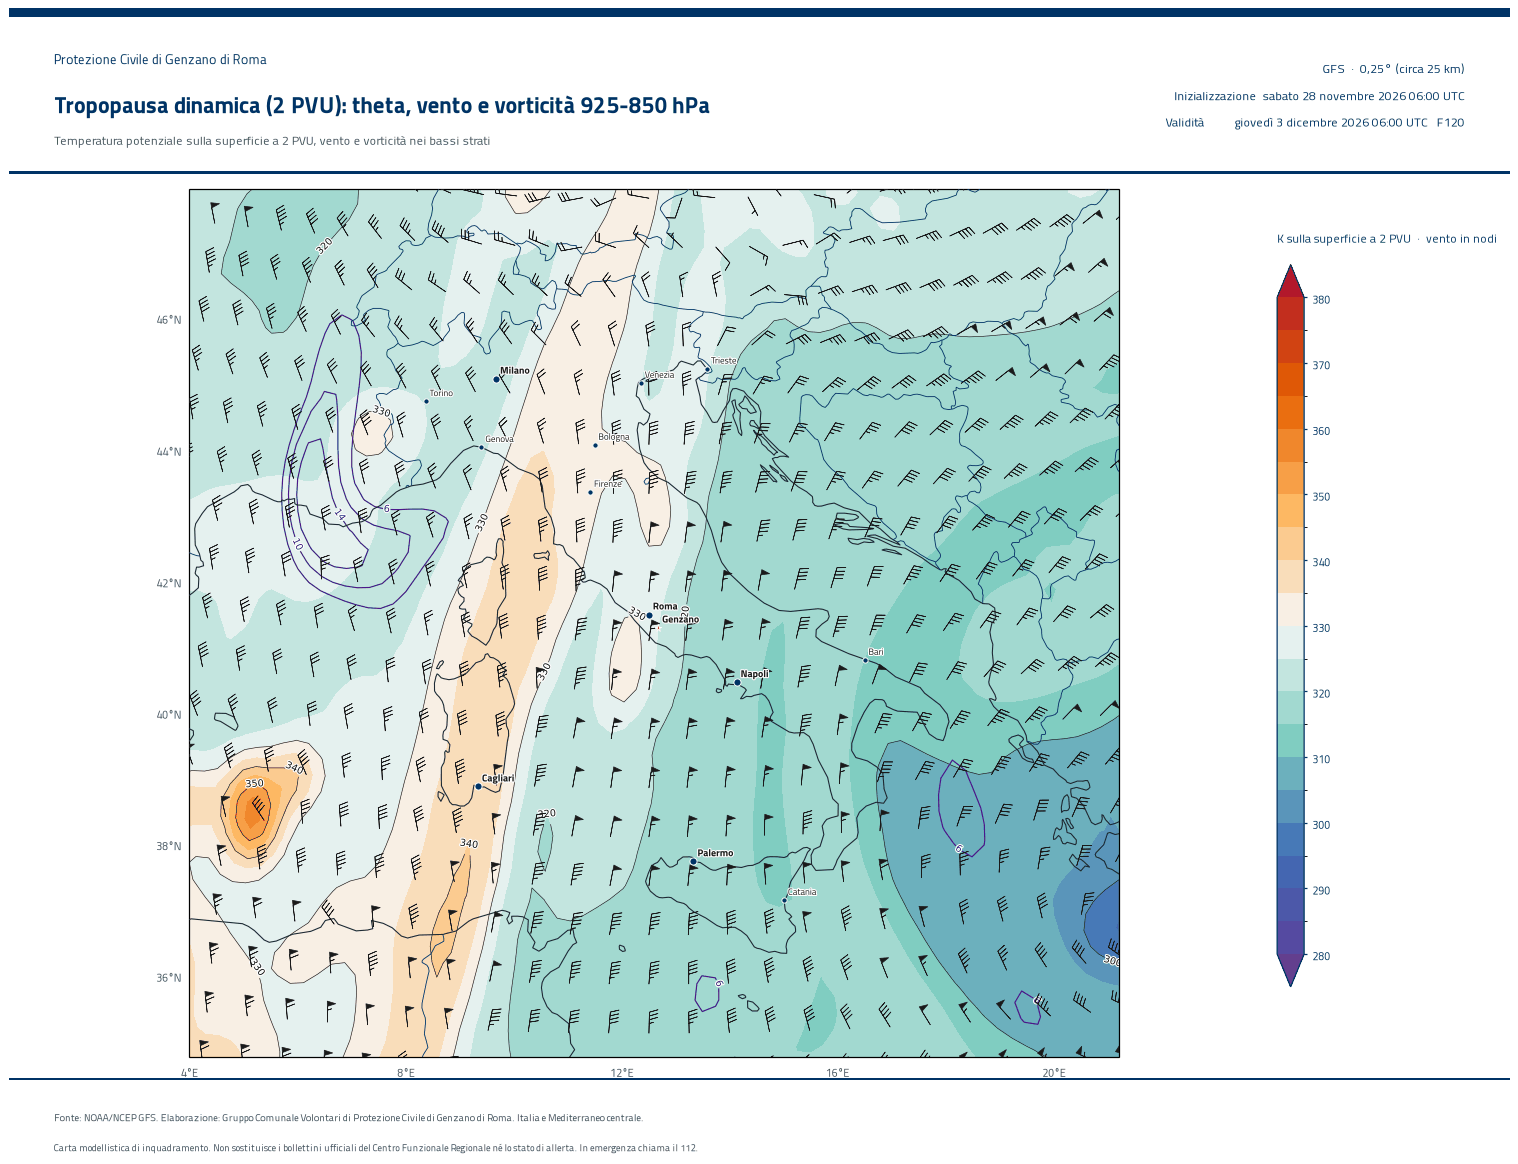 Protezione Civile di Genzano di Roma
Tropopausa dinamica (2 PVU): theta, vento e vorticità 925-850 hPa
Temperatura potenziale sulla superficie a 2 PVU, vento e vorticità nei bassi strati
GFS · 0,25° (circa 25 km)
Inizializzazione sabato 28 novembre 2026 06:00 UTC
Validità giovedì 3 dicembre 2026 06:00 UTC F120
K sulla superficie a 2 PVU · vento in nodi
380
370
360
350
340
330
320
310
300
290
280
46°N
44°N
42°N
40°N
38°N
36°N
4°E
8°E
12°E
16°E
20°E
320
Milano
Torino
Venezia
Trieste
330
Genova
Bologna
Firenze
6
14
10
330
Roma
Genzano
330
320
Bari
330
Napoli
340
350
Cagliari
320
340
6
Palermo
Catania
330
300
6
6
Fonte: NOAA/NCEP GFS. Elaborazione: Gruppo Comunale Volontari di Protezione Civile di Genzano di Roma. Italia e Mediterraneo centrale.
Carta modellistica di inquadramento. Non sostituisce i bollettini ufficiali del Centro Funzionale Regionale né lo stato di allerta. In emergenza chiama il 112.